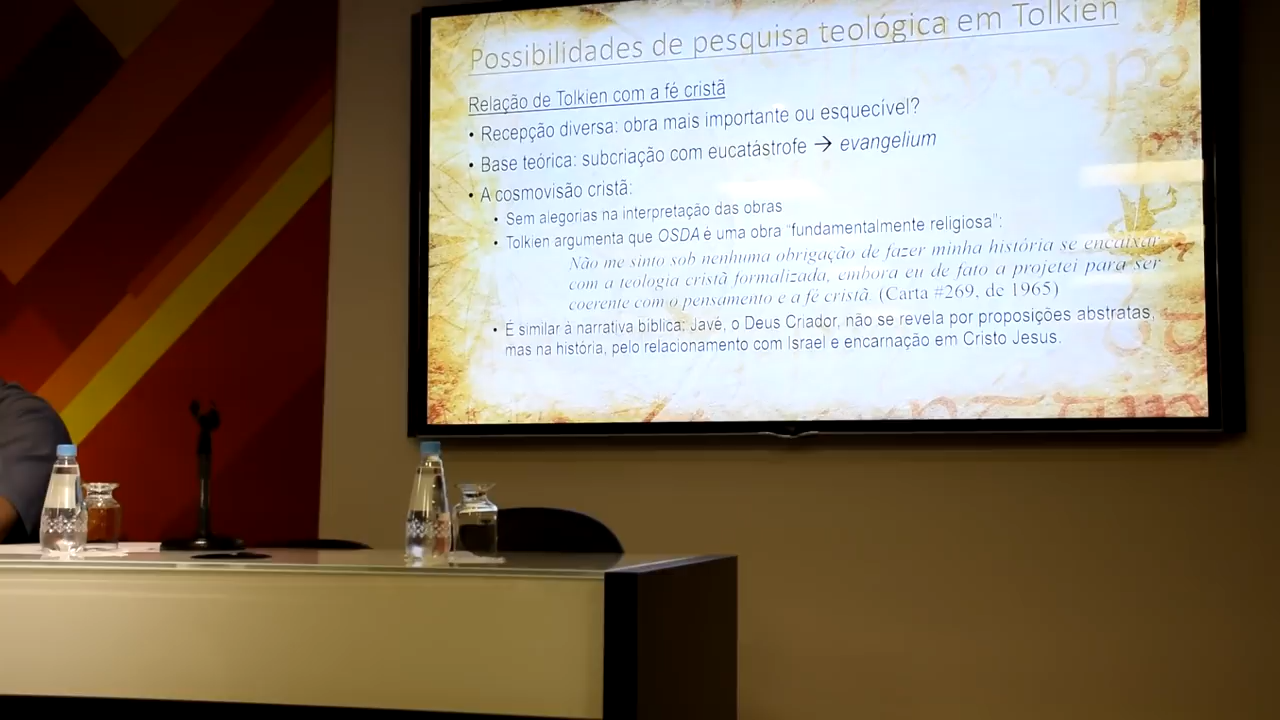 Possibilidades de pesquisa teológica em Tolkien
Relação de Tolkien com a fé cristã
• Recepção diversa: obra mais importante ou esquecível?
• Base teórica: subcriação com eucatástrofe → evangelium
• A cosmovisão cristã:
• Sem alegorias na interpretação das obras
• Tolkien argumenta que OSDA é uma obra "fundamentalmente religiosa":
Não me sinto sob nenhuma obrigação de fazer minha história se encaixar
com a teologia cristã formalizada, embora eu de fato a projetei para ser
coerente com o pensamento e a fé cristã. (Carta #269, de 1965)
• É similar à narrativa bíblica: Javé, o Deus Criador, não se revela por proposições abstratas,
mas na história, pelo relacionamento com Israel e encarnação em Cristo Jesus.